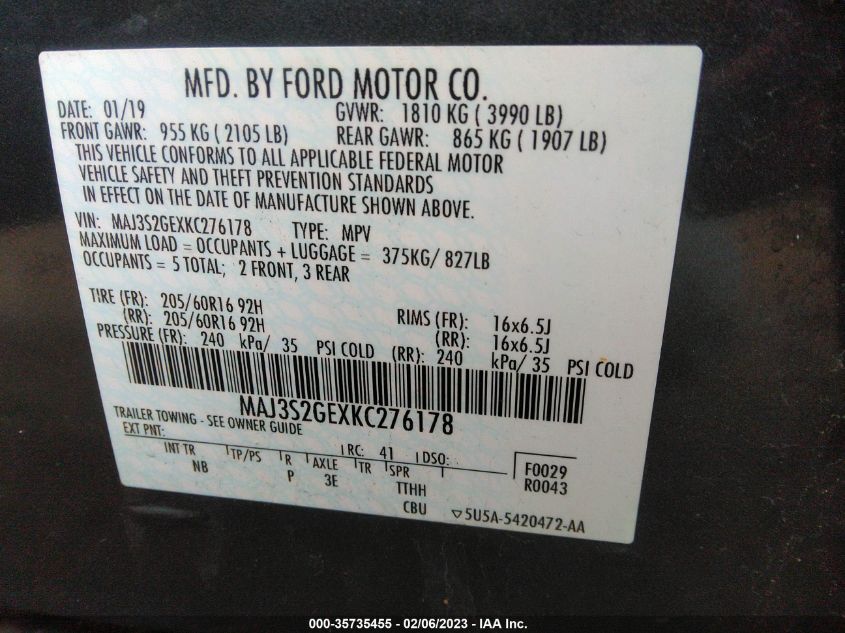 MFD. BY FORD MOTOR CO.
DATE: 01/19 GVWR: 1810 KG ( 3990 LB)
FRONT GAWR: 955 KG ( 2105 LB) REAR GAWR: 865 KG ( 1907 LB)
THIS VEHICLE CONFORMS TO ALL APPLICABLE FEDERAL MOTOR
VEHICLE SAFETY AND THEFT PREVENTION STANDARDS
IN EFFECT ON THE DATE OF MANUFACTURE SHOWN ABOVE.
VIN: MAJ3S2GEXKC276178 TYPE: MPV
MAXIMUM LOAD = OCCUPANTS + LUGGAGE = 375KG/ 827LB
OCCUPANTS = 5 TOTAL; 2 FRONT, 3 REAR
TIRE (FR): 205/60R16 92H RIMS (FR): 16x6.5J
(RR): 205/60R16 92H (RR): 16x6.5J
PRESSURE (FR): 240 kPa/ 35 PSI COLD (RR): 240 kPa/ 35 PSI COLD
MAJ3S2GEXKC276178
TRAILER TOWING - SEE OWNER GUIDE
EXT PNT: RC: 41 DSO: F0029
INT TR TP/PS R AXLE TR SPR R0043
NB P 3E TTHH
CBU ▽5U5A-5420472-AA
000-35735455 - 02/06/2023 - IAA Inc.